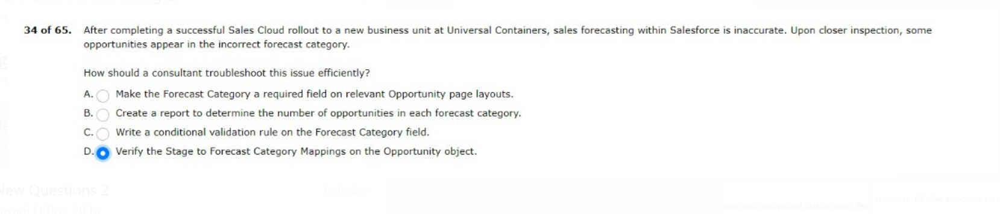 34 of 65. After completing a successful Sales Cloud rollout to a new business unit at Universal Containers, sales forecasting within Salesforce is inaccurate. Upon closer inspection, some
opportunities appear in the incorrect forecast category.
How should a consultant troubleshoot this issue efficiently?
A. Make the Forecast Category a required field on relevant Opportunity page layouts.
B. Create a report to determine the number of opportunities in each forecast category.
C. Write a conditional validation rule on the Forecast Category field.
D. Verify the Stage to Forecast Category Mappings on the Opportunity object.
New Questions 2
Yesterday